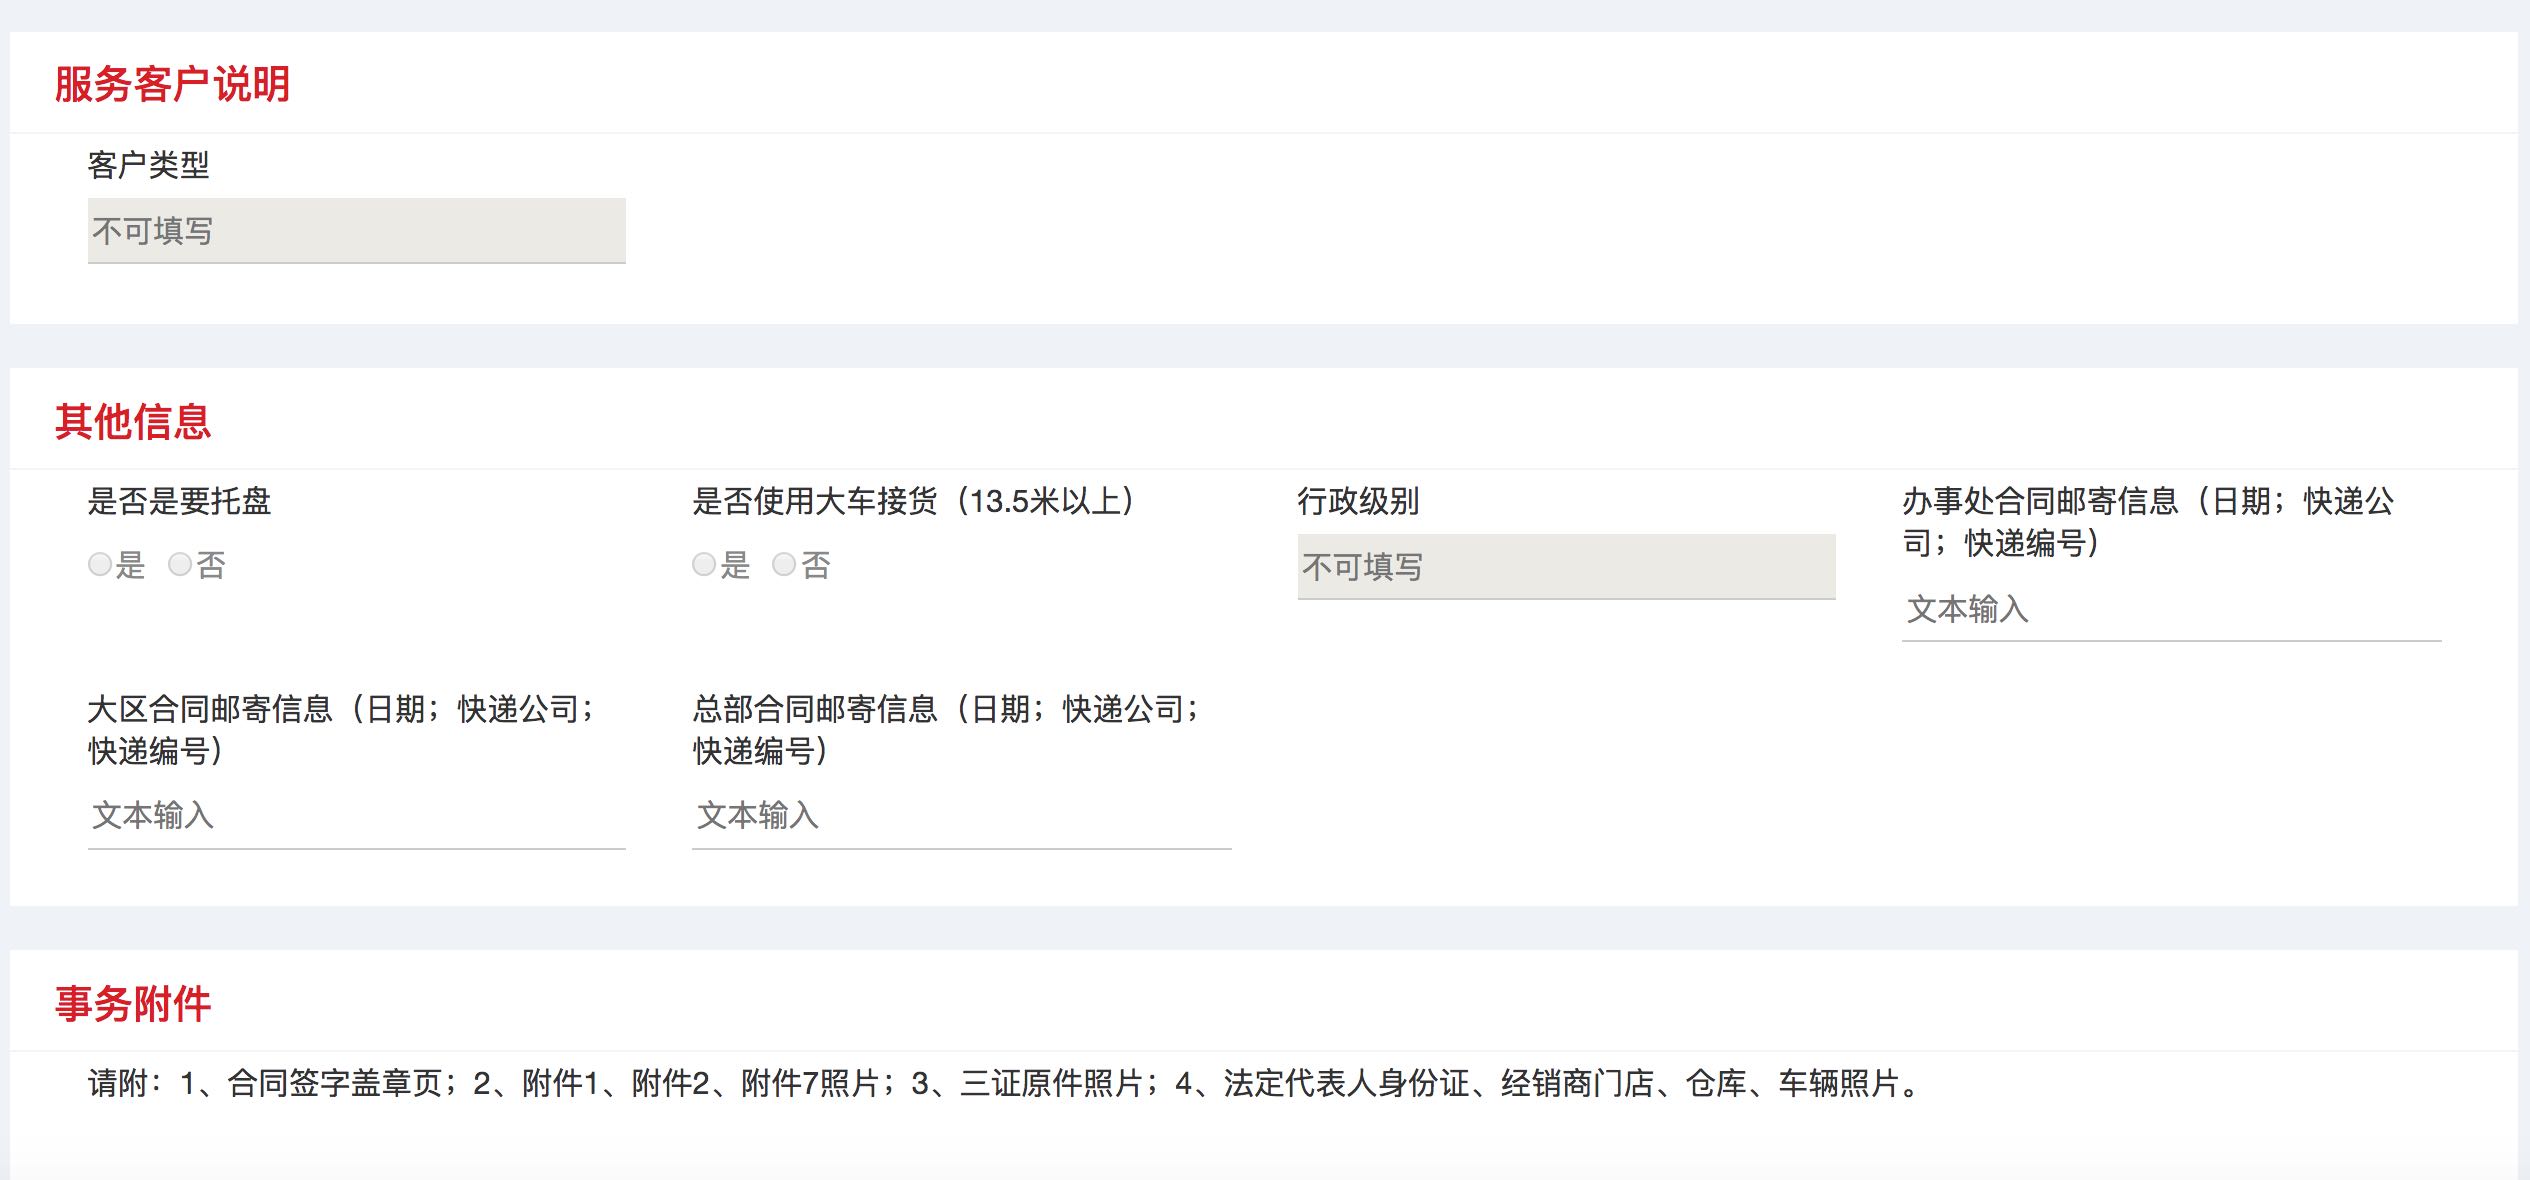 服务客户说明
客户类型
不可填写
其他信息
是否是要托盘
是 否
是否使用大车接货（13.5米以上）
是 否
行政级别
不可填写
办事处合同邮寄信息（日期；快递公
司；快递编号）
文本输入
大区合同邮寄信息（日期；快递公司；
快递编号）
文本输入
总部合同邮寄信息（日期；快递公司；
快递编号）
文本输入
事务附件
请附：1、合同签字盖章页；2、附件1、附件2、附件7照片；3、三证原件照片；4、法定代表人身份证、经销商门店、仓库、车辆照片。